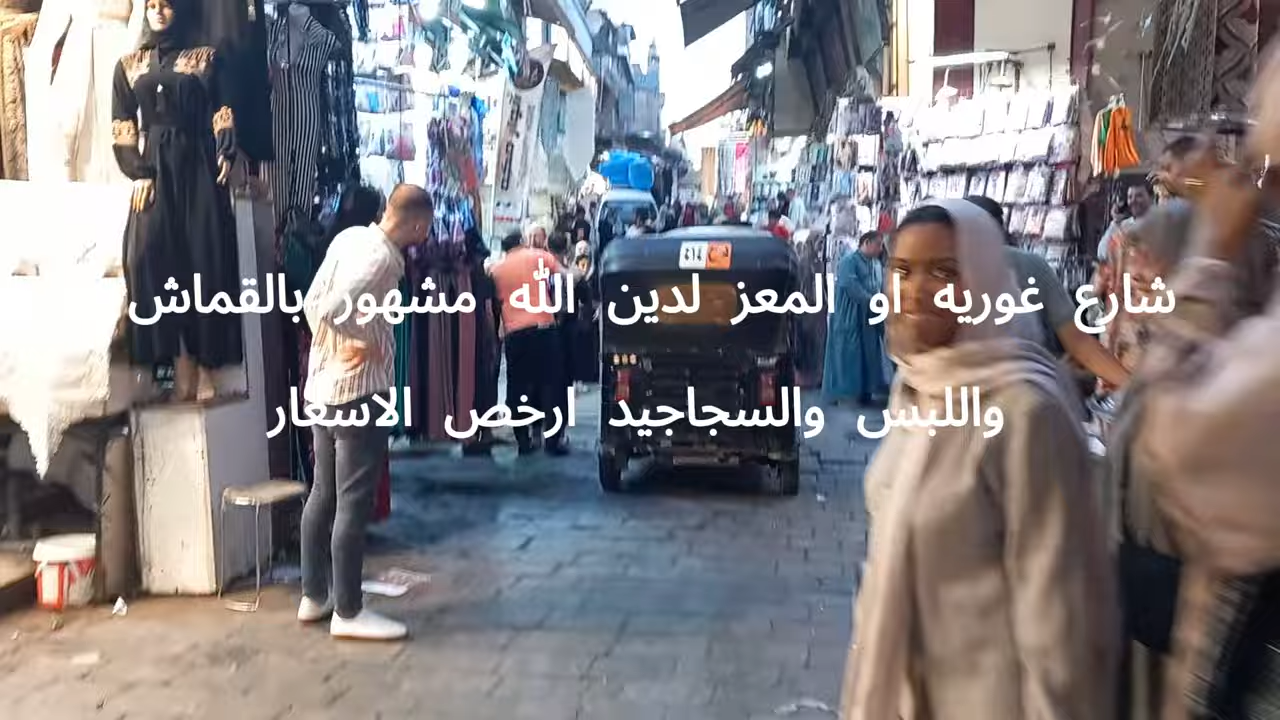 شارع غوريه او المعز لدين الله مشهور بالقماش
واللبس والسجاجيد ارخص الاسعار